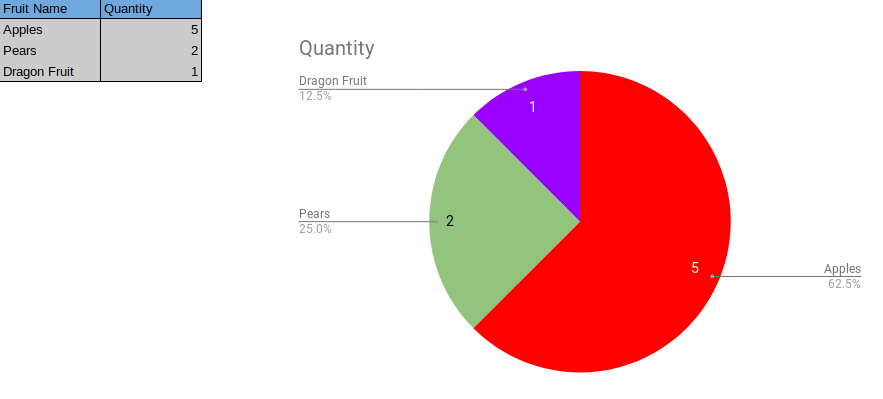 Fruit Name Quantity
Apples 5
Pears 2
Dragon Fruit 1
Quantity
Dragon Fruit
12.5%
1
Pears
25.0%
2
5
Apples
62.5%